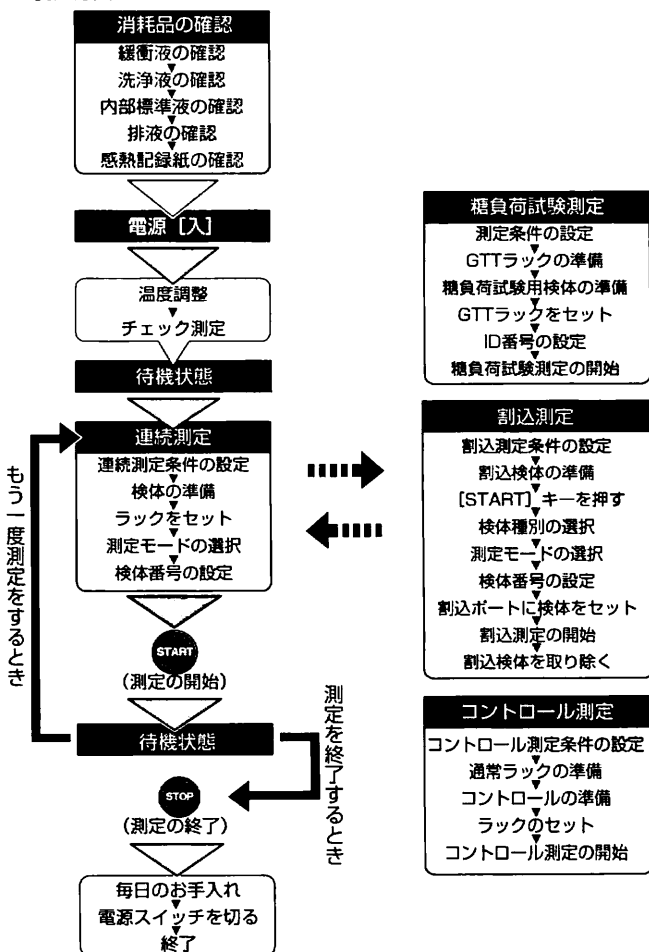 消耗品の確認
緩衝液の確認
洗浄液の確認
内部標準液の確認
排液の確認
感熱記録紙の確認
電源［入］
温度調整
チェック測定
待機状態
連続測定
連続測定条件の設定
検体の準備
ラックをセット
測定モードの選択
検体番号の設定
START
(測定の開始)
待機状態
STOP
(測定の終了)
毎日のお手入れ
電源スイッチを切る
終了
もう一度測定をするとき
測定を終了するとき
糖負荷試験測定
測定条件の設定
GTTラックの準備
糖負荷試験用検体の準備
GTTラックをセット
ID番号の設定
糖負荷試験測定の開始
割込測定
割込測定条件の設定
割込検体の準備
［START］キーを押す
検体種別の選択
測定モードの選択
検体番号の設定
割込ポートに検体をセット
割込測定の開始
割込検体を取り除く
コントロール測定
コントロール測定条件の設定
通常ラックの準備
コントロールの準備
ラックのセット
コントロール測定の開始